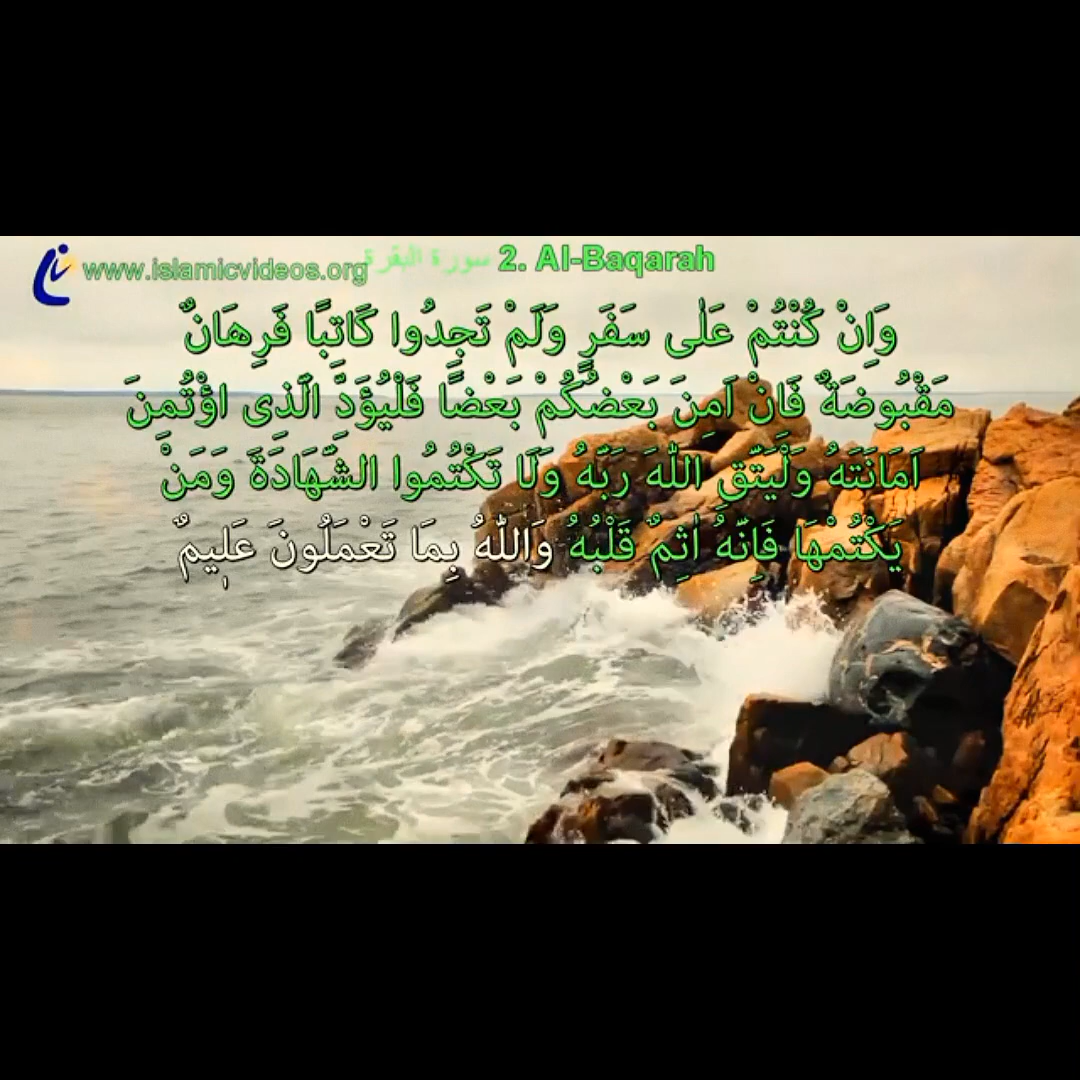 www.islamicvideos.org
سورة البقرة 2. Al-Baqarah
وَاِنْ كُنْتُمْ عَلٰى سَفَرٍ وَلَمْ تَجِدُوا كَاتِبًا فَرِهَانٌ
مَقْبُوضَةٌ فَاِنْ اَمِنَ بَعْضُكُمْ بَعْضًا فَلْيُؤَدِّ الَّذِى اؤْتُمِنَ
اَمَانَتَهُ وَلْيَتَّقِ اللّٰهَ رَبَّهُ وَلَا تَكْتُمُوا الشَّهَادَةَ وَمَنْ
يَكْتُمْهَا فَاِنَّهُ اٰثِمٌ قَلْبُهُ وَاللّٰهُ بِمَا تَعْمَلُونَ عَلٖيمٌ